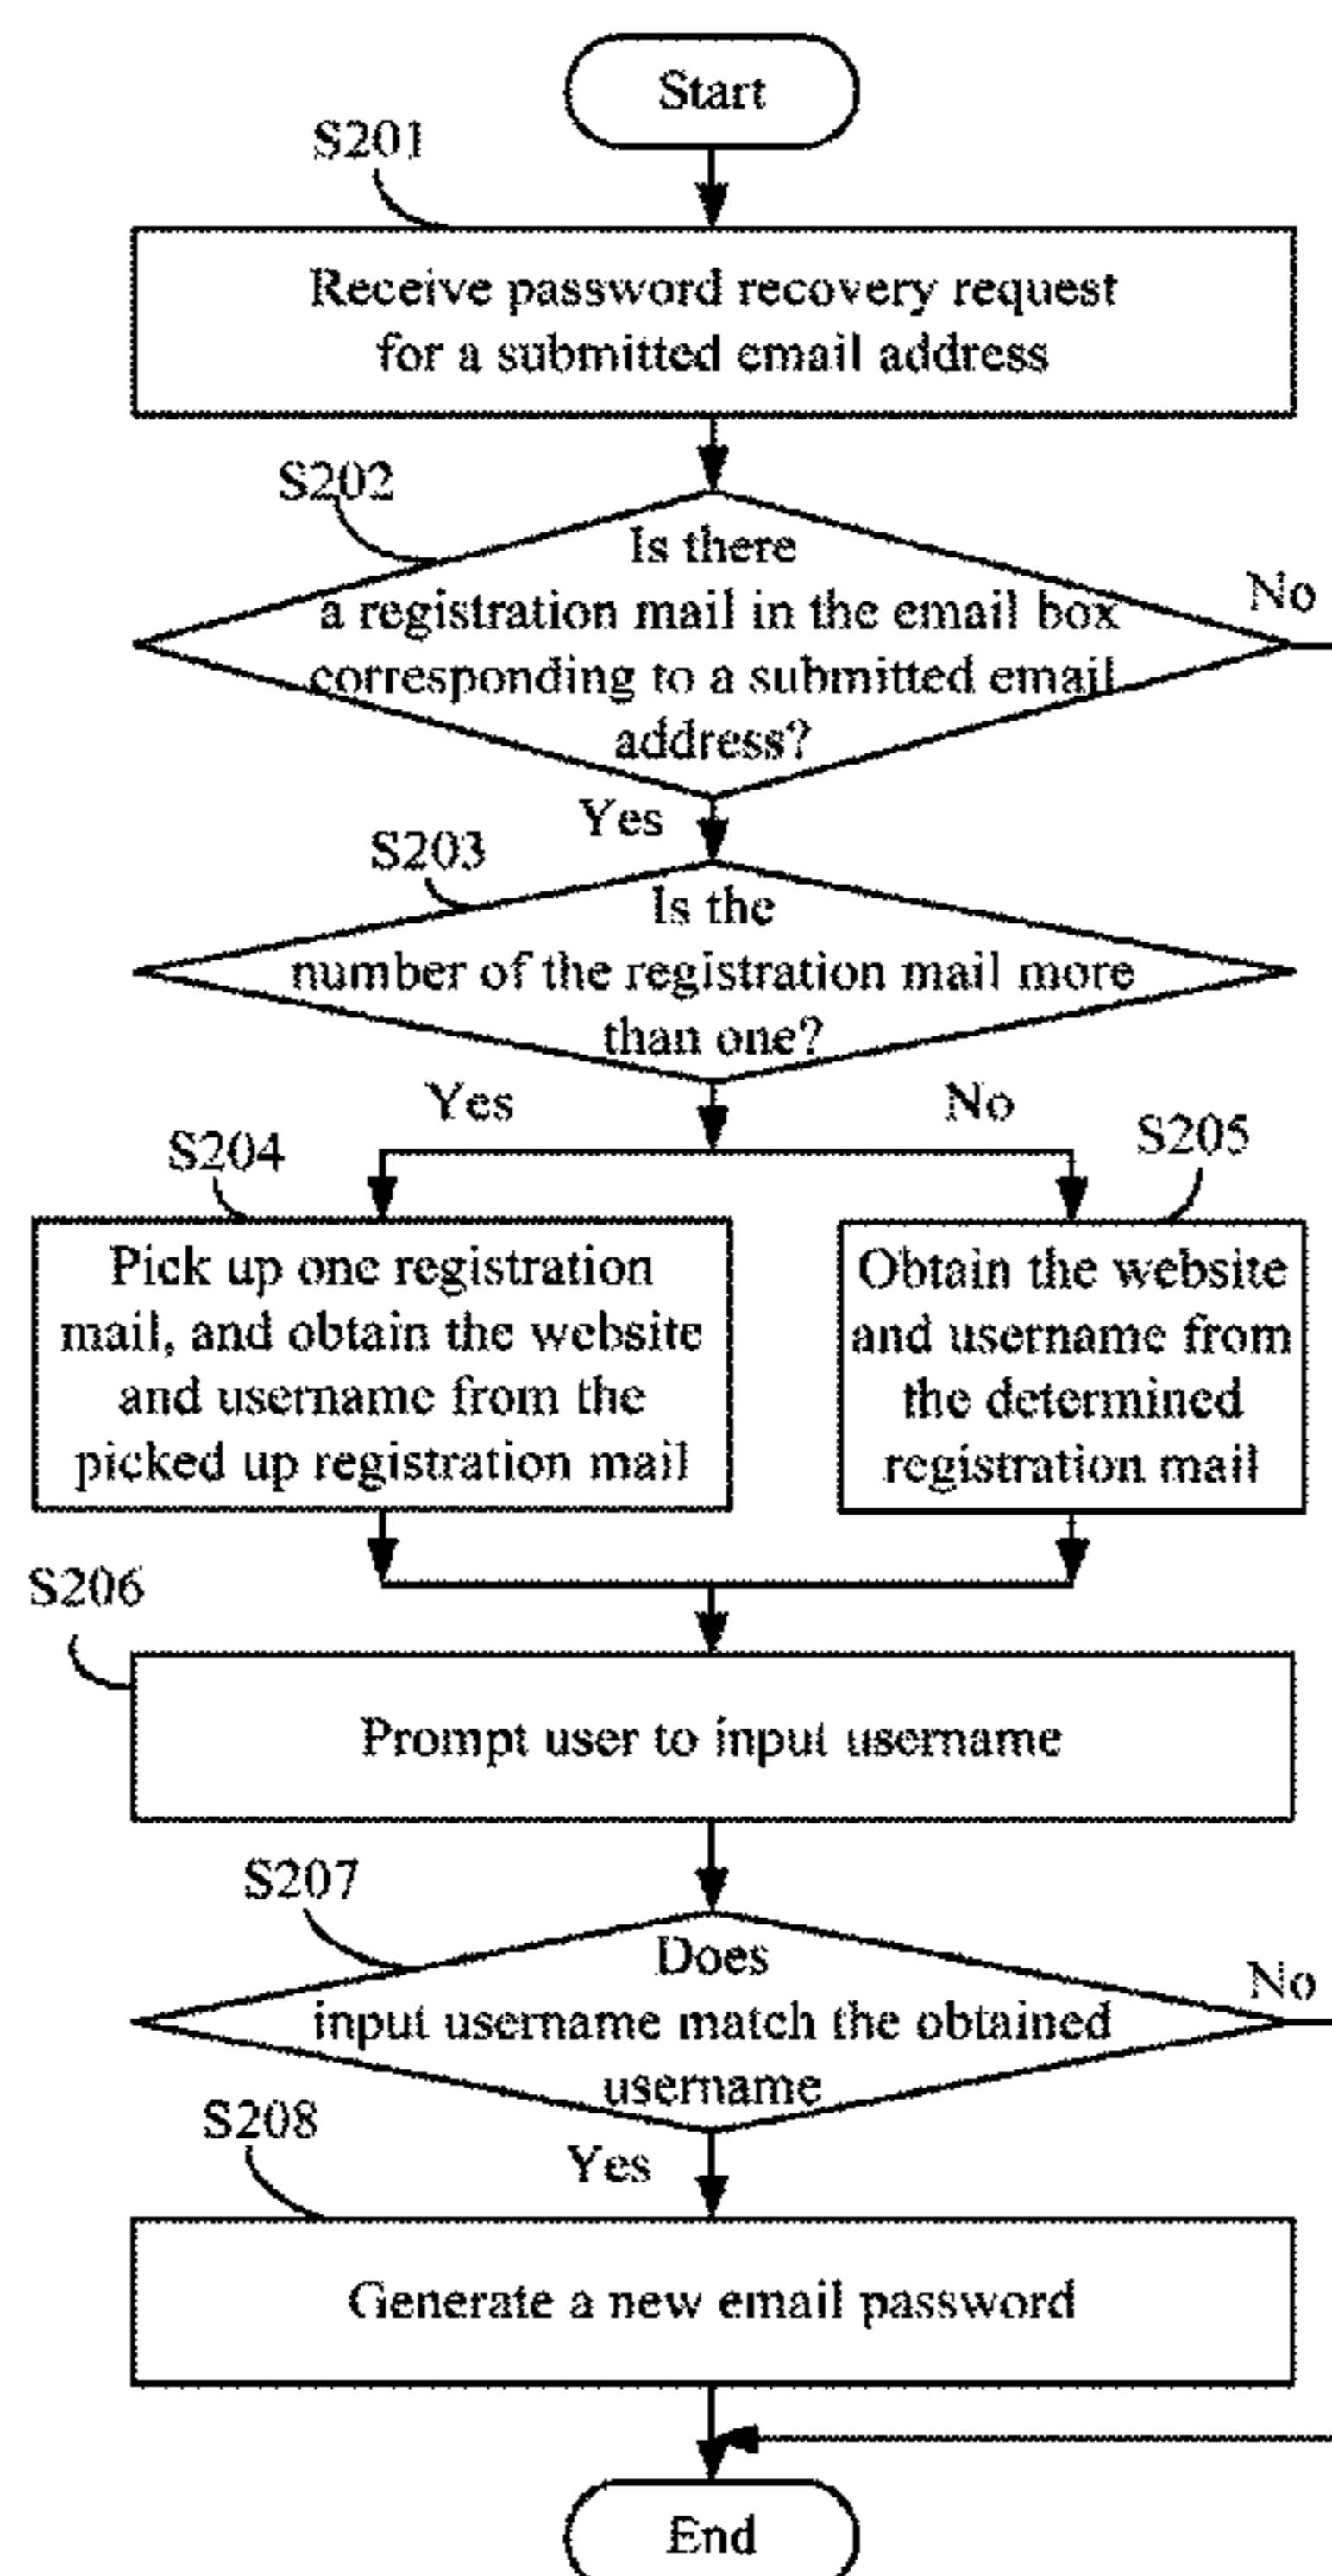 Start
S201
Receive password recovery request
for a submitted email address
S202
Is there
a registration mail in the email box
corresponding to a submitted email
address?
No
Yes
S203
Is the
number of the registration mail more
than one?
Yes
No
S204
S205
Pick up one registration
mail, and obtain the website
and username from the
picked up registration mail
Obtain the website
and username from
the determined
registration mail
S206
Prompt user to input username
S207
Does
input username match the obtained
username
No
S208
Yes
Generate a new email password
End